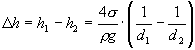 Δh = h₁ − h₂ = 4σ/ρg · (1/d₁ − 1/d₂)